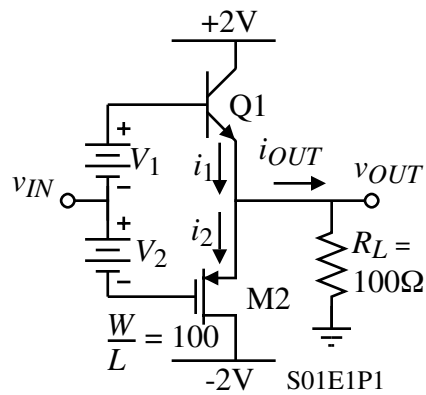 +2V
Q1
+
V1
−
i1
iOUT
vOUT
vIN
+
V2
−
i2
RL =
100Ω
M2
W
L = 100
-2V
S01E1P1